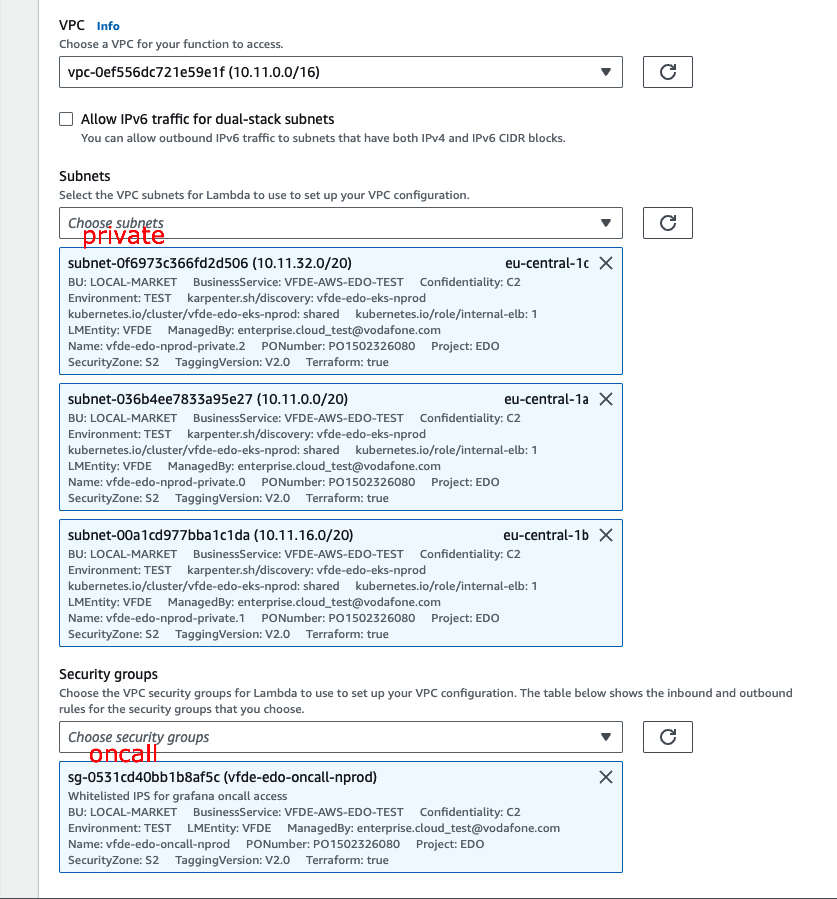 VPC Info
Choose a VPC for your function to access.
vpc-0ef556dc721e59e1f (10.11.0.0/16)
Allow IPv6 traffic for dual-stack subnets
You can allow outbound IPv6 traffic to subnets that have both IPv4 and IPv6 CIDR blocks.
Subnets
Select the VPC subnets for Lambda to use to set up your VPC configuration.
Choose subnets
private
subnet-0f6973c366fd2d506 (10.11.32.0/20) eu-central-1c
BU: LOCAL-MARKET BusinessService: VFDE-AWS-EDO-TEST Confidentiality: C2
Environment: TEST karpenter.sh/discovery: vfde-edo-eks-nprod
kubernetes.io/cluster/vfde-edo-eks-nprod: shared kubernetes.io/role/internal-elb: 1
LMEntity: VFDE ManagedBy: enterprise.cloud_test@vodafone.com
Name: vfde-edo-nprod-private.2 PONumber: PO1502326080 Project: EDO
SecurityZone: S2 TaggingVersion: V2.0 Terraform: true
subnet-036b4ee7833a95e27 (10.11.0.0/20) eu-central-1a
BU: LOCAL-MARKET BusinessService: VFDE-AWS-EDO-TEST Confidentiality: C2
Environment: TEST karpenter.sh/discovery: vfde-edo-eks-nprod
kubernetes.io/cluster/vfde-edo-eks-nprod: shared kubernetes.io/role/internal-elb: 1
LMEntity: VFDE ManagedBy: enterprise.cloud_test@vodafone.com
Name: vfde-edo-nprod-private.0 PONumber: PO1502326080 Project: EDO
SecurityZone: S2 TaggingVersion: V2.0 Terraform: true
subnet-00a1cd977bba1c1da (10.11.16.0/20) eu-central-1b
BU: LOCAL-MARKET BusinessService: VFDE-AWS-EDO-TEST Confidentiality: C2
Environment: TEST karpenter.sh/discovery: vfde-edo-eks-nprod
kubernetes.io/cluster/vfde-edo-eks-nprod: shared kubernetes.io/role/internal-elb: 1
LMEntity: VFDE ManagedBy: enterprise.cloud_test@vodafone.com
Name: vfde-edo-nprod-private.1 PONumber: PO1502326080 Project: EDO
SecurityZone: S2 TaggingVersion: V2.0 Terraform: true
Security groups
Choose the VPC security groups for Lambda to use to set up your VPC configuration. The table below shows the inbound and outbound
rules for the security groups that you choose.
Choose security groups
oncall
sg-0531cd40bb1b8af5c (vfde-edo-oncall-nprod)
Whitelisted IPS for grafana oncall access
BU: LOCAL-MARKET BusinessService: VFDE-AWS-EDO-TEST Confidentiality: C2
Environment: TEST LMEntity: VFDE ManagedBy: enterprise.cloud_test@vodafone.com
Name: vfde-edo-oncall-nprod PONumber: PO1502326080 Project: EDO
SecurityZone: S2 TaggingVersion: V2.0 Terraform: true